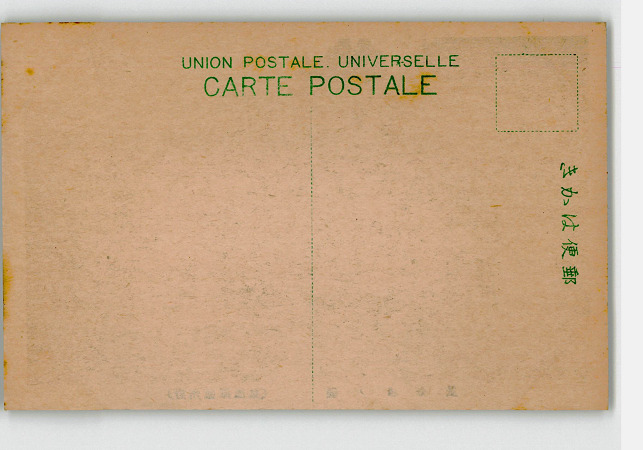 UNION POSTALE. UNIVERSELLE
CARTE POSTALE
郵便はかき